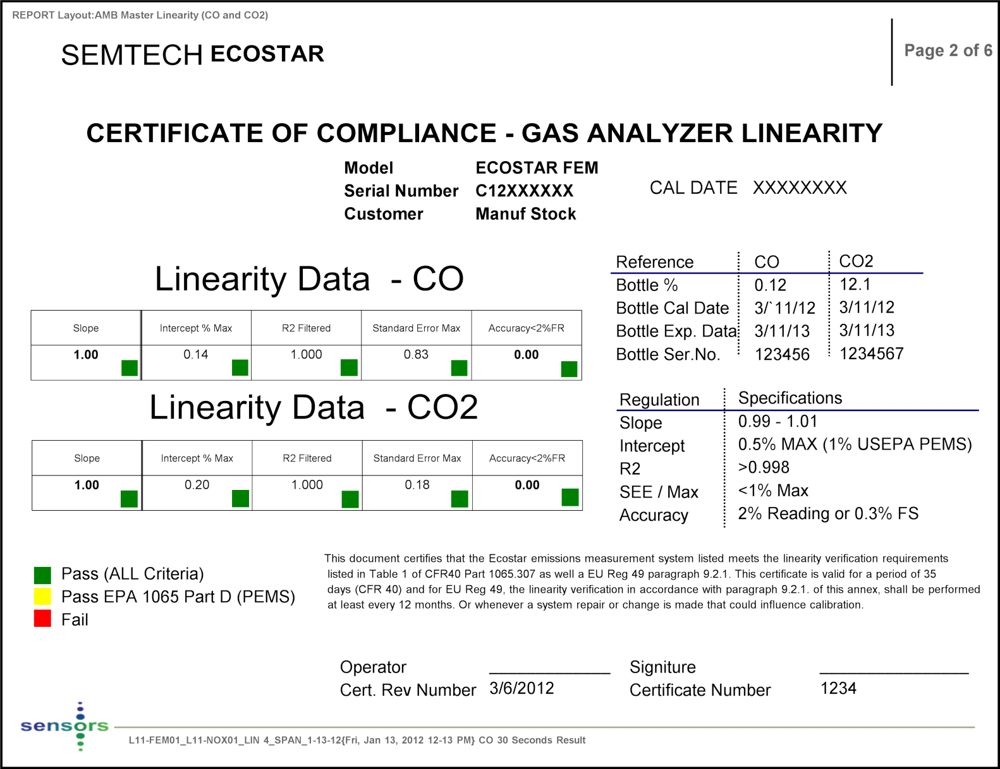 REPORT Layout:AMB Master Linearity (CO and CO2)
SEMTECH ECOSTAR
Page 2 of 6
CERTIFICATE OF COMPLIANCE - GAS ANALYZER LINEARITY
Model ECOSTAR FEM
Serial Number C12XXXXXX
Customer Manuf Stock
CAL DATE XXXXXXXX
Linearity Data - CO
Slope Intercept % Max R2 Filtered Standard Error Max Accuracy<2%FR
1.00 0.14 1.000 0.83 0.00
Linearity Data - CO2
Slope Intercept % Max R2 Filtered Standard Error Max Accuracy<2%FR
1.00 0.20 1.000 0.18 0.00
Reference CO CO2
Bottle % 0.12 12.1
Bottle Cal Date 3/`11/12 3/11/12
Bottle Exp. Data 3/11/13 3/11/13
Bottle Ser.No. 123456 1234567
Regulation Specifications
Slope 0.99 - 1.01
Intercept 0.5% MAX (1% USEPA PEMS)
R2 >0.998
SEE / Max <1% Max
Accuracy 2% Reading or 0.3% FS
Pass (ALL Criteria)
Pass EPA 1065 Part D (PEMS)
Fail
This document certifies that the Ecostar emissions measurement system listed meets the linearity verification requirements
listed in Table 1 of CFR40 Part 1065.307 as well a EU Reg 49 paragraph 9.2.1. This certificate is valid for a period of 35
days (CFR 40) and for EU Reg 49, the linearity verification in accordance with paragraph 9.2.1. of this annex, shall be performed
at least every 12 months. Or whenever a system repair or change is made that could influence calibration.
Operator ______________ Signiture _________________
Cert. Rev Number 3/6/2012 Certificate Number 1234
sensors
L11-FEM01_L11-NOX01_LIN 4_SPAN_1-13-12{Fri, Jan 13, 2012 12-13 PM} CO 30 Seconds Result